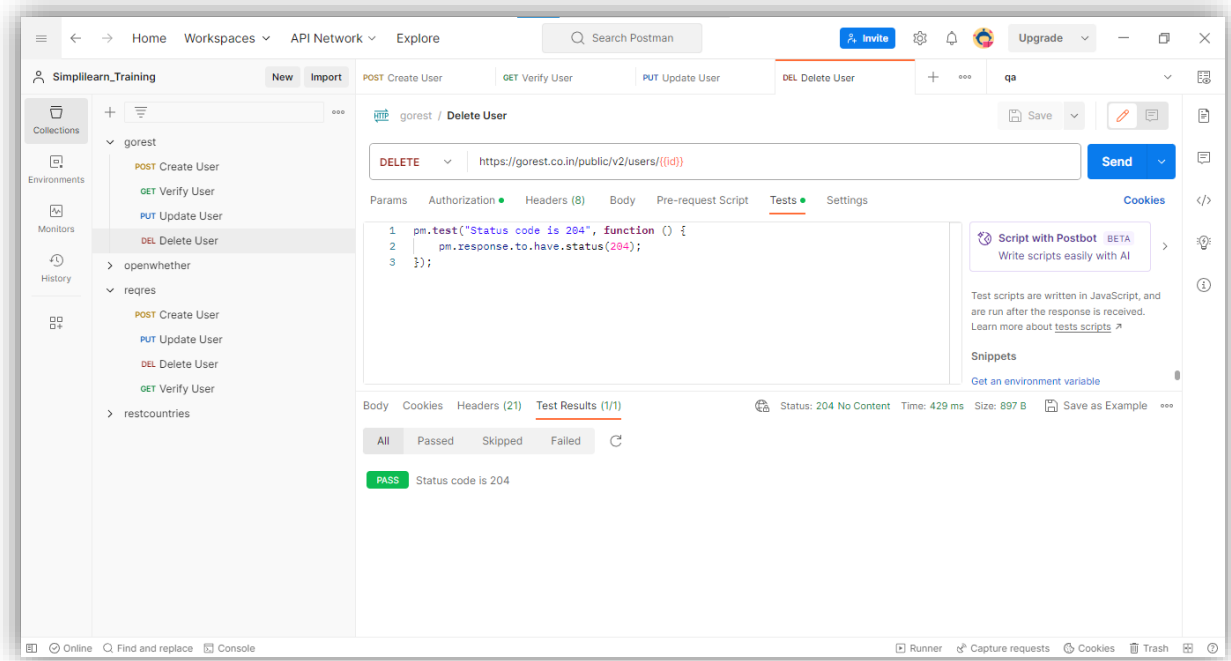 Home Workspaces API Network Explore Search Postman Invite Upgrade
Simplilearn_Training New Import POST Create User GET Verify User PUT Update User DEL Delete User qa
Collections
Environments
Monitors
History
gorest
POST Create User
GET Verify User
PUT Update User
DEL Delete User
openwhether
reqres
POST Create User
PUT Update User
DEL Delete User
GET Verify User
restcountries
HTTP gorest / Delete User Save
DELETE https://gorest.co.in/public/v2/users/{{id}} Send
Params Authorization Headers (8) Body Pre-request Script Tests Settings Cookies
1 pm.test("Status code is 204", function () {
2 pm.response.to.have.status(204);
3 });
Script with Postbot BETA
Write scripts easily with AI
Test scripts are written in JavaScript, and
are run after the response is received.
Learn more about tests scripts
Snippets
Get an environment variable
Body Cookies Headers (21) Test Results (1/1) Status: 204 No Content Time: 429 ms Size: 897 B Save as Example
All Passed Skipped Failed
PASS Status code is 204
Online Find and replace Console Runner Capture requests Cookies Trash